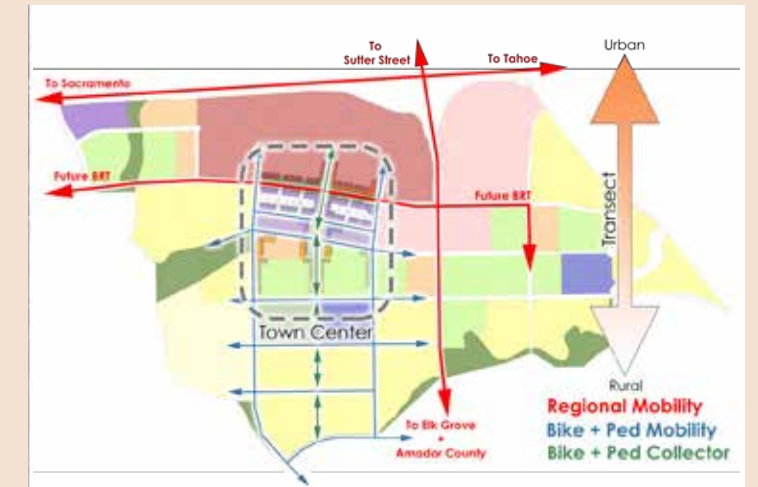 To
Sutter Street
To Tahoe
Urban
To Sacramento
Future BRT
Future BRT
Transect
Town Center
Rural
To Elk Grove
+
Amador County
Regional Mobility
Bike + Ped Mobility
Bike + Ped Collector